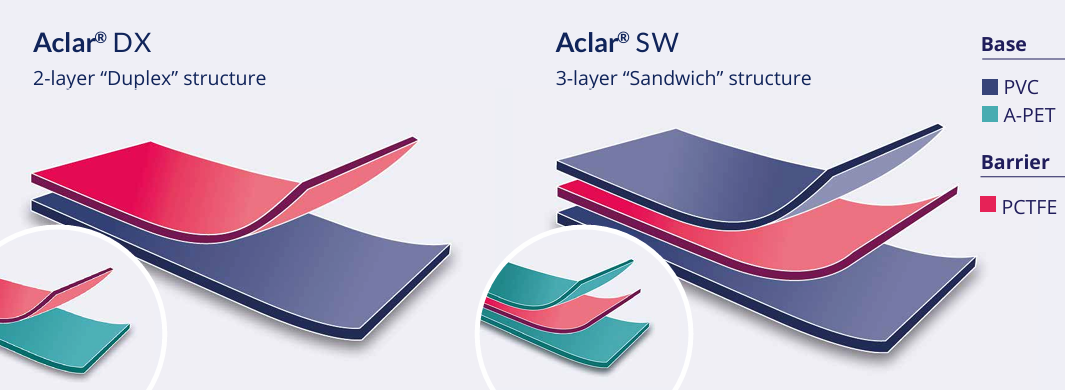 Aclar® DX
2-layer “Duplex” structure
Aclar® SW
3-layer “Sandwich” structure
Base
PVC
A-PET
Barrier
PCTFE